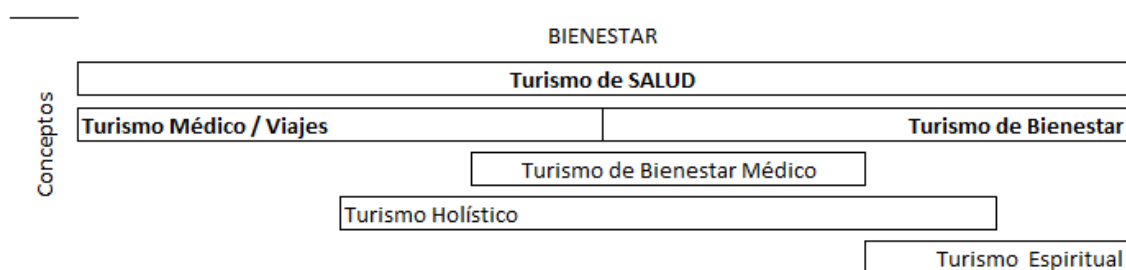 BIENESTAR
Conceptos
Turismo de SALUD
Turismo Médico / Viajes
Turismo de Bienestar
Turismo de Bienestar Médico
Turismo Holístico
Turismo Espiritual